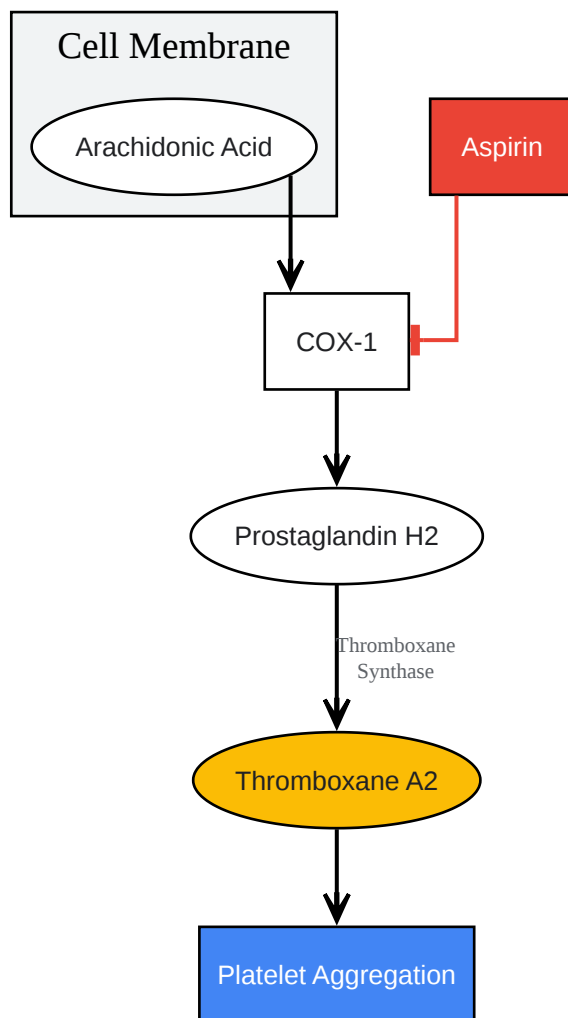 Cell Membrane
Arachidonic Acid
Aspirin
COX-1
Prostaglandin H2
Thromboxane
Synthase
Thromboxane A2
Platelet Aggregation